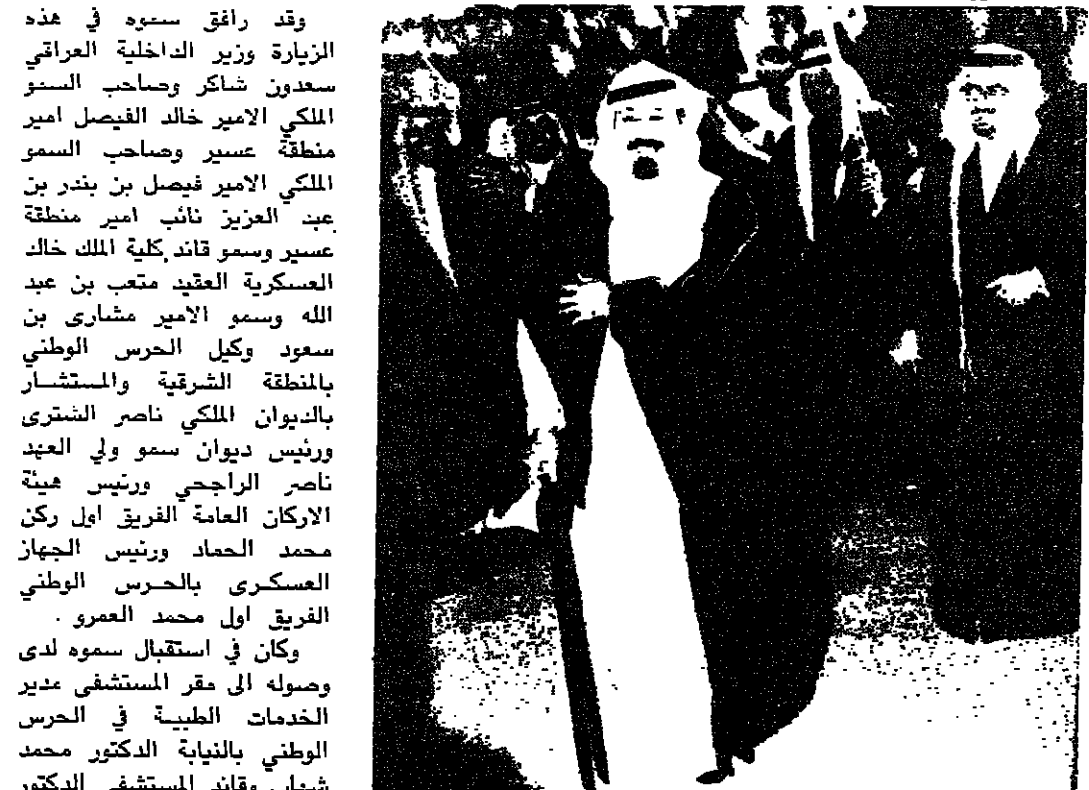 وقد رافق سموه في هذه
الزيارة وزير الداخلية العراقي
سعدون شاكر وصاحب السنو
الملكي الامير خالد الفيصل امير
منطقة عسير وصاحب السمو
الملكي الامير فيصل بن بندر بن
عبد العزيز نائب امير منطقة
عسير وسمو قائد كلية الملك خالد
العسكرية العقيد متعب بن عبد
الله وسمو الامير مشارى بن
سعود وكيل الحرس الوطني
بالمنطقة الشرقية والمستشار
بالديوان الملكي ناصر الشترى
ورئيس ديوان سمو ولي العهد
ناصر الراجحي ورئيس هيئة
الاركان العامة الفريق اول ركن
محمد الحماد ورئيس الجهاز
العسكرى بالحرس الوطني
الفريق اول محمد العمرو .
وكان في استقبال سموه لدى
وصوله الى مقر المستشفى مدير
الخدمات الطبية في الحرس
الوطني بالنيابة الدكتور محمد
وقائد المستشفى الدكتور